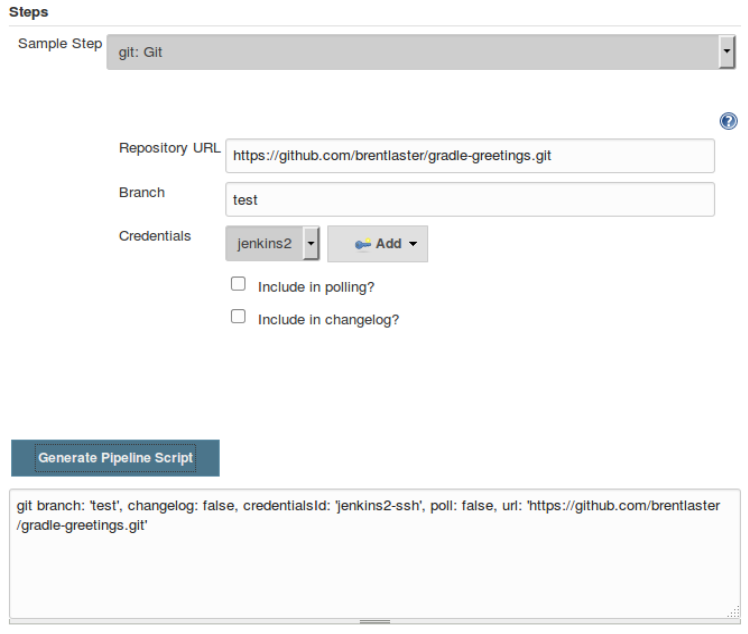 Steps
Sample Step
git: Git
Repository URL
https://github.com/brentlaster/gradle-greetings.git
Branch
test
Credentials
jenkins2
Add
Include in polling?
Include in changelog?
Generate Pipeline Script
git branch: 'test', changelog: false, credentialsId: 'jenkins2-ssh', poll: false, url: 'https://github.com/brentlaster
/gradle-greetings.git'